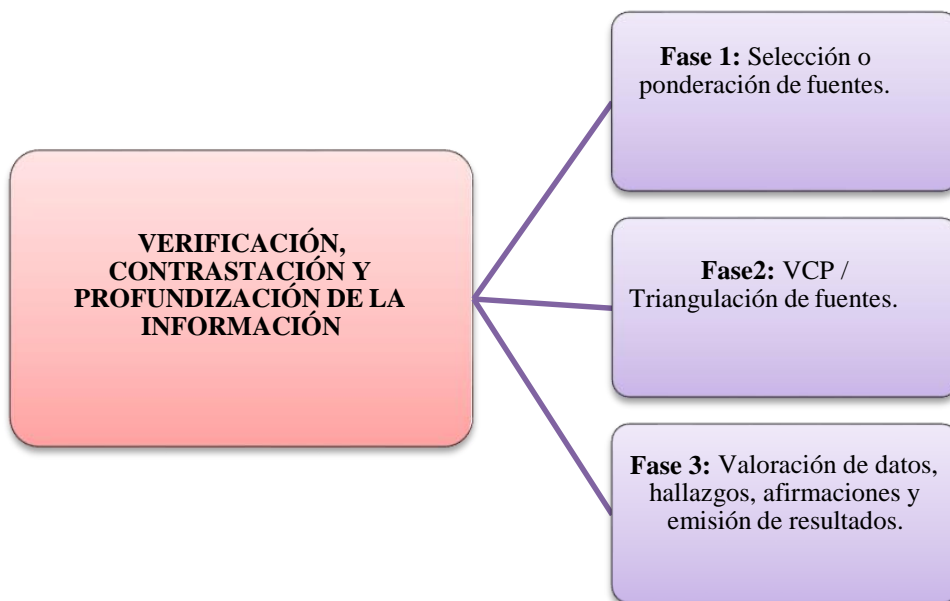 VERIFICACIÓN,
CONTRASTACIÓN Y
PROFUNDIZACIÓN DE LA
INFORMACIÓN
Fase 1: Selección o
ponderación de fuentes.
Fase2: VCP /
Triangulación de fuentes.
Fase 3: Valoración de datos,
hallazgos, afirmaciones y
emisión de resultados.